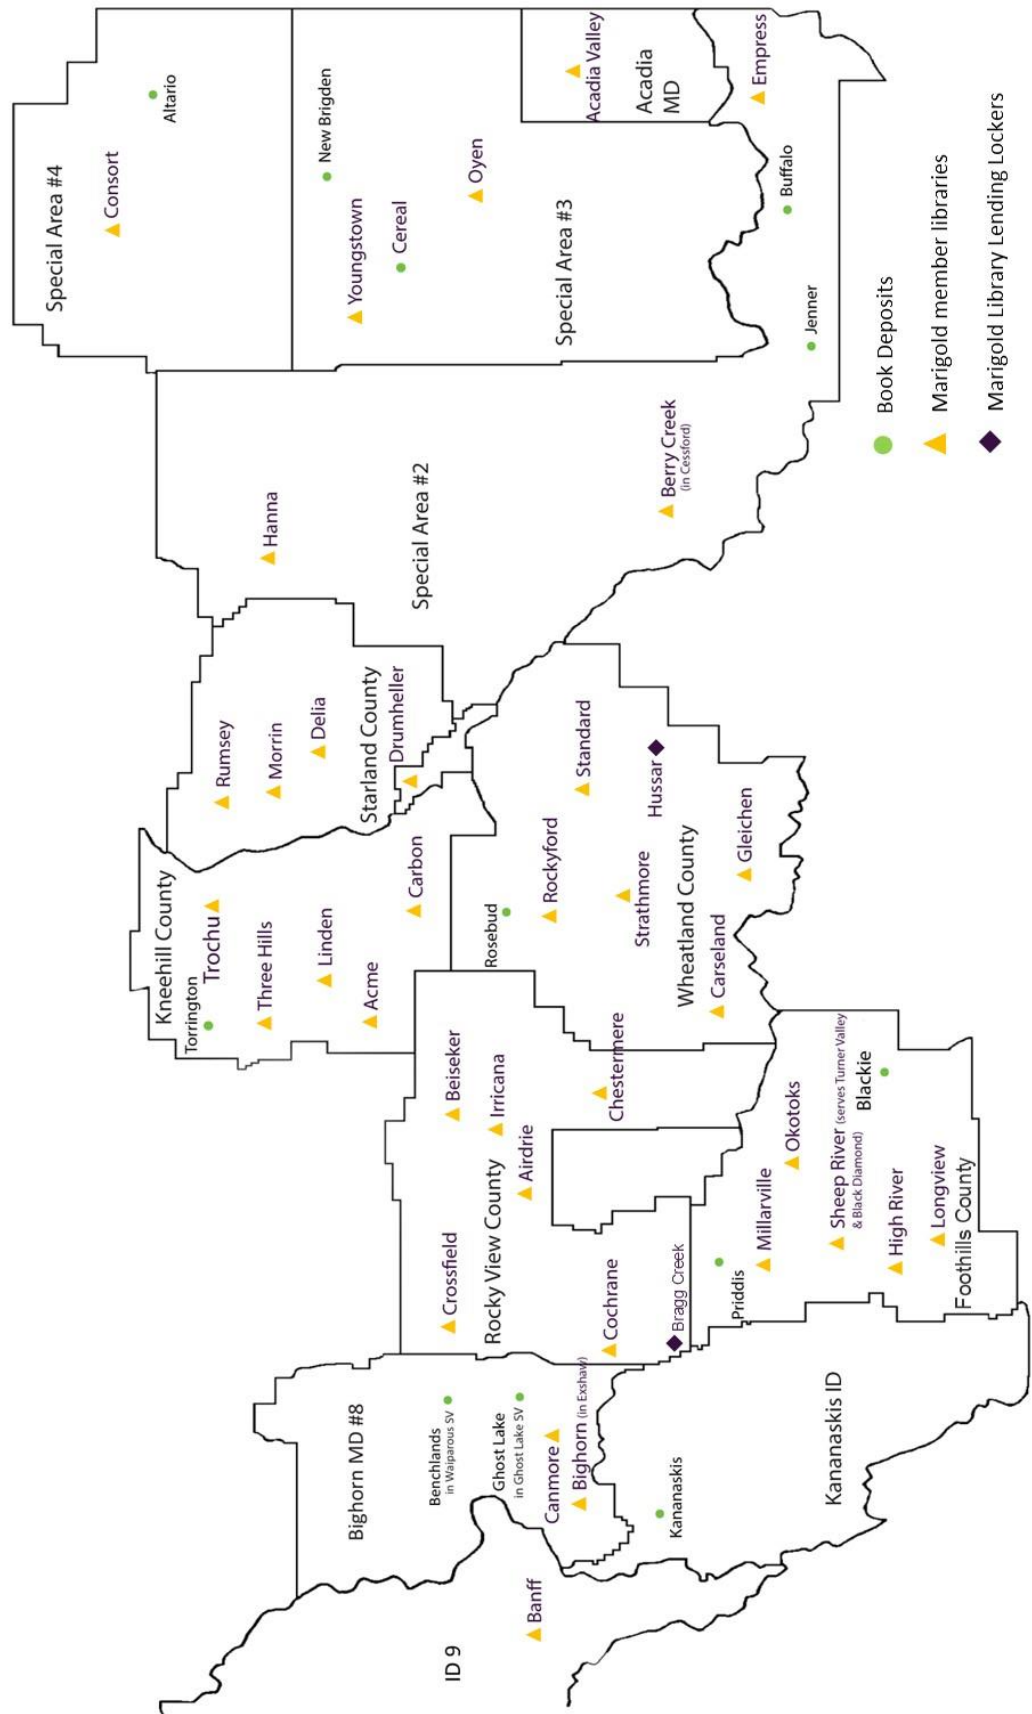 ID 9
Banff
Bighorn MD #8
Benchlands
in Waiparous SV
Ghost Lake
in Ghost Lake SV
Canmore
Bighorn (in Exshaw)
Kananaskis
Kananaskis ID
Crossfield
Rocky View County
Cochrane
Bragg Creek
Beiseker
Irricana
Airdrie
Chestermere
Priddis
Millarville
Okotoks
Sheep River (serves Turner Valley
& Black Diamond)
Blackie
High River
Longview
Foothills County
Kneehill County
Torrington
Trochu
Three Hills
Linden
Acme
Carbon
Rosebud
Rockyford
Standard
Strathmore
Hussar
Wheatland County
Carseland
Gleichen
Rumsey
Morrin
Delia
Starland County
Drumheller
Hanna
Special Area #2
Berry Creek
(in Cessford)
Special Area #4
Consort
Altario
New Brigden
Youngstown
Cereal
Oyen
Special Area #3
Acadia Valley
Acadia
MD
Empress
Buffalo
Jenner
Book Deposits
Marigold member libraries
Marigold Library Lending Lockers